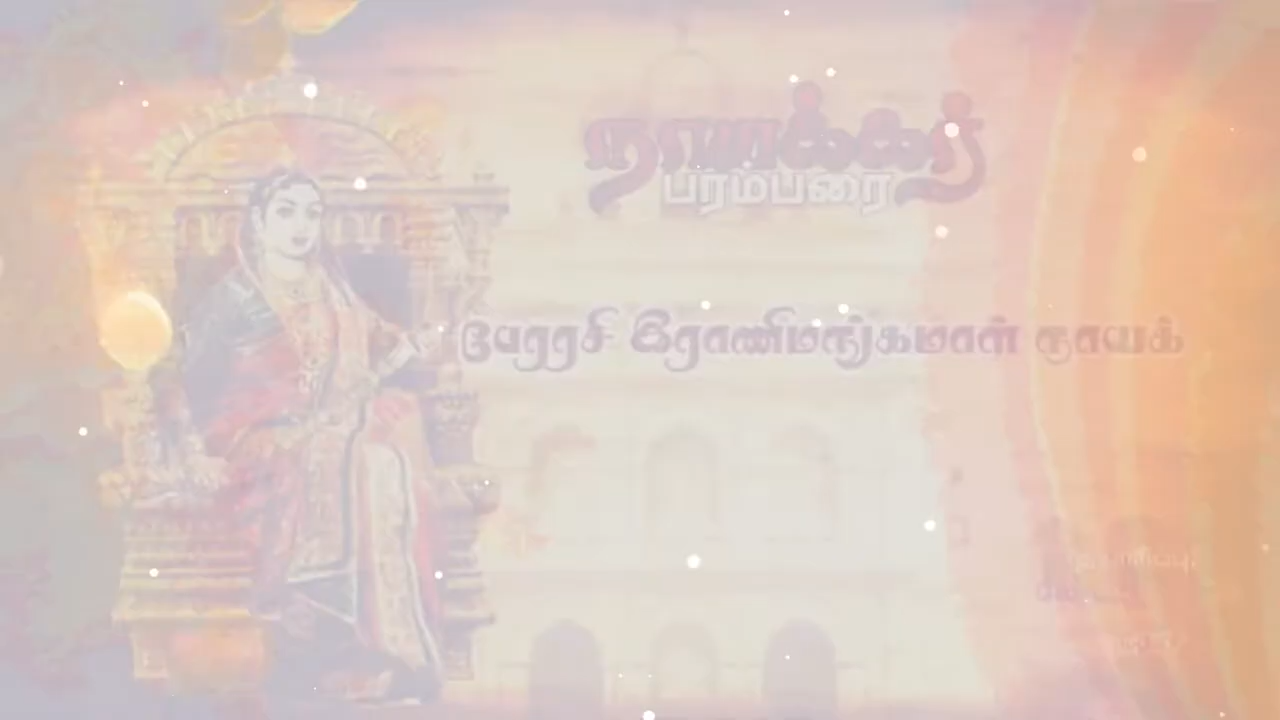 நாயக்கர்
பரம்பரை
பேரரசி இராணிமங்கமாள் நாயக்